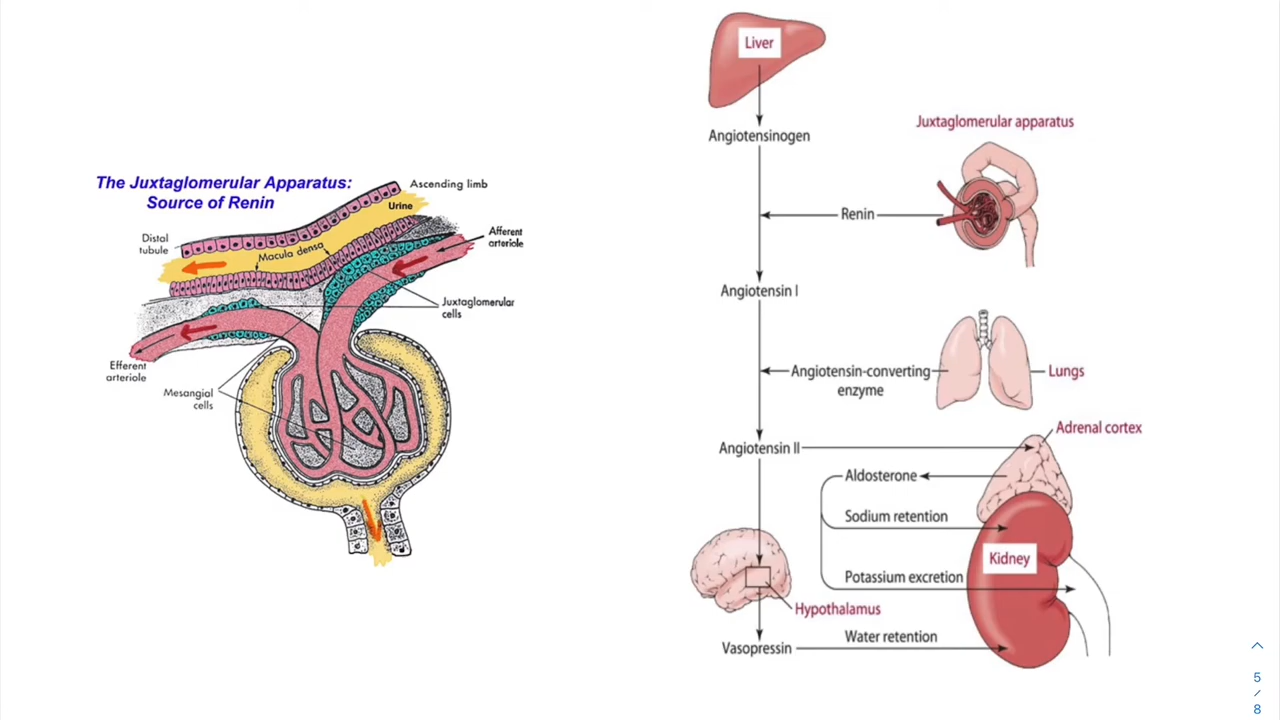 The Juxtaglomerular Apparatus:
Source of Renin
Ascending limb
Urine
Afferent
arteriole
Distal
tubule
Macula densa
Juxtaglomerular
cells
Efferent
arteriole
Mesangial
cells
Liver
Angiotensinogen
Juxtaglomerular apparatus
Renin
Angiotensin I
Angiotensin-converting
enzyme
Lungs
Adrenal cortex
Angiotensin II
Aldosterone
Sodium retention
Kidney
Potassium excretion
Hypothalamus
Water retention
Vasopressin
5
/
8